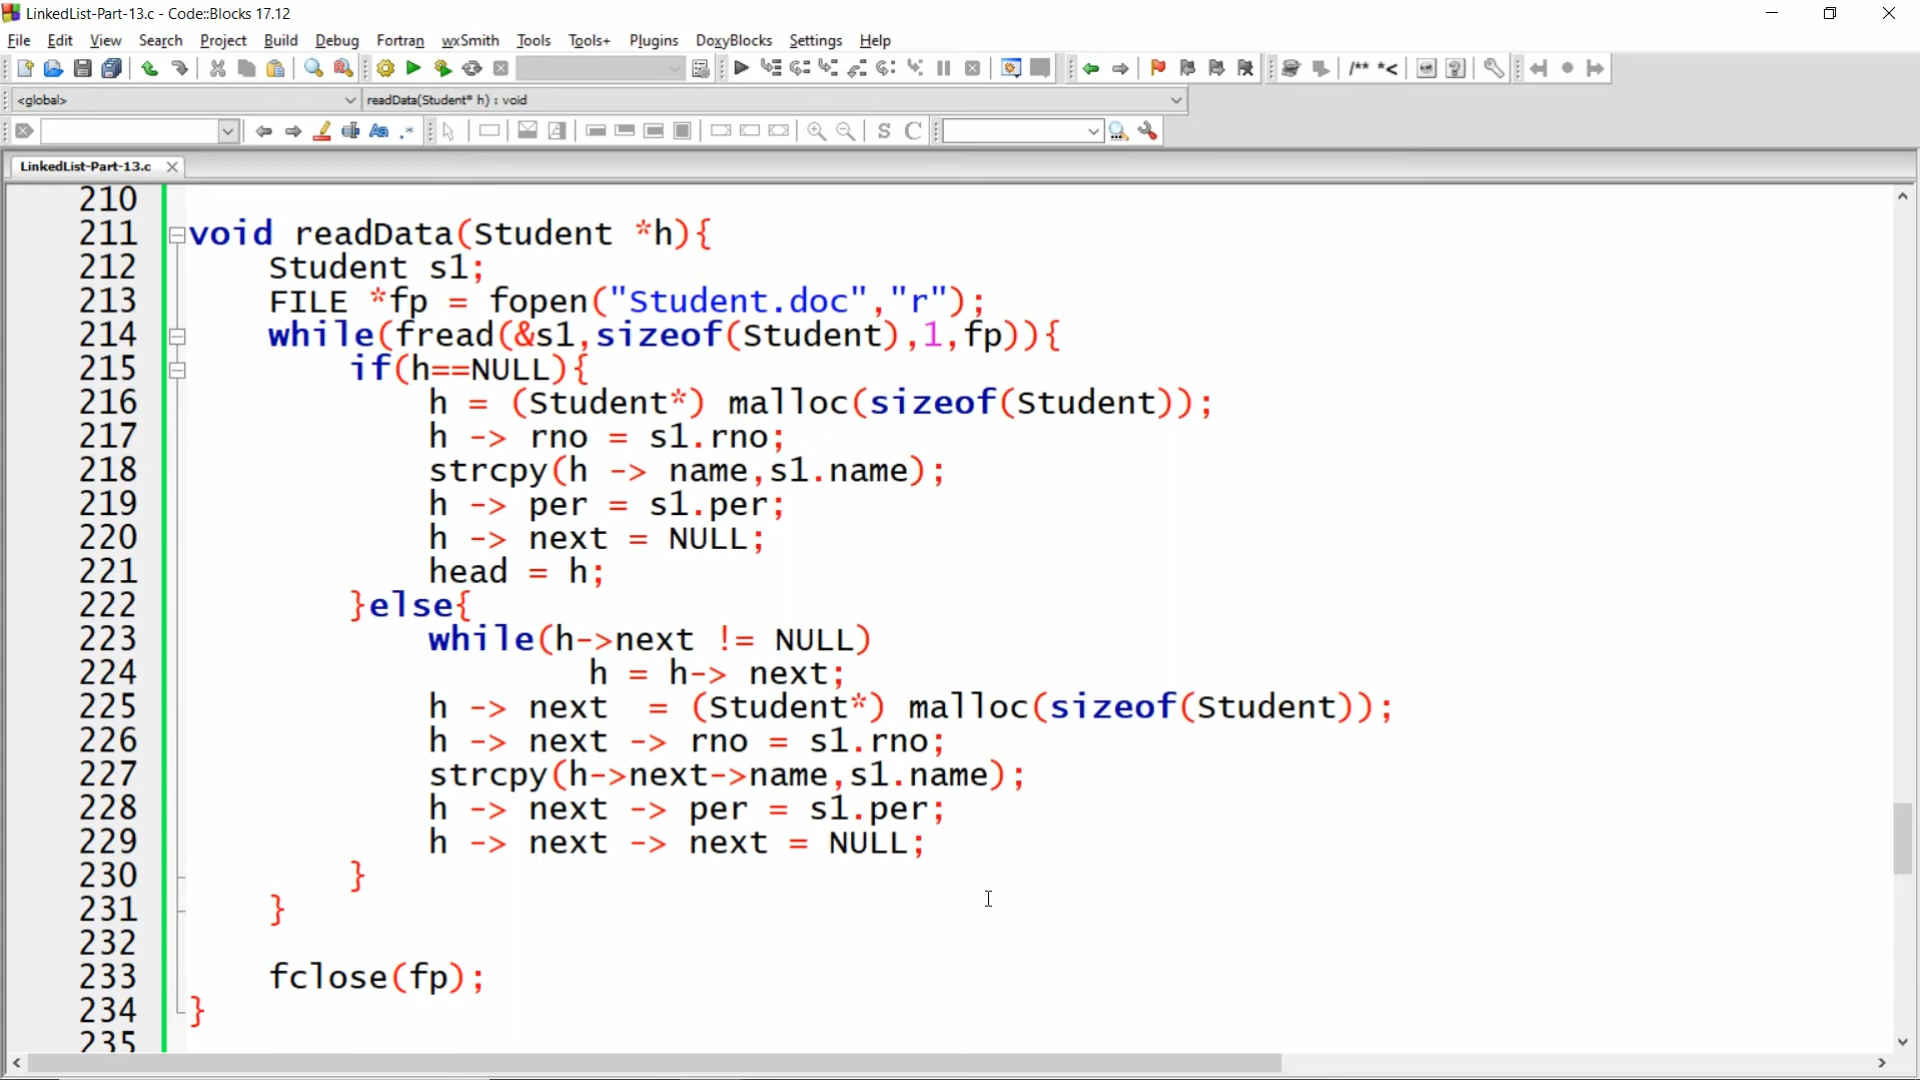 LinkedList-Part-13.c - Code::Blocks 17.12
File Edit View Search Project Build Debug Fortran wxSmith Tools Tools+ Plugins DoxyBlocks Settings Help
/** *<
<global> readData(Student* h) : void
Aa .* S C
LinkedList-Part-13.c
210
211 void readData(Student *h){
212 Student s1;
213 FILE *fp = fopen("Student.doc","r");
214 while(fread(&s1,sizeof(Student),1,fp)){
215 if(h==NULL){
216 h = (Student*) malloc(sizeof(Student));
217 h -> rno = s1.rno;
218 strcpy(h -> name,s1.name);
219 h -> per = s1.per;
220 h -> next = NULL;
221 head = h;
222 }else{
223 while(h->next != NULL)
224 h = h-> next;
225 h -> next  = (Student*) malloc(sizeof(Student));
226 h -> next -> rno = s1.rno;
227 strcpy(h->next->name,s1.name);
228 h -> next -> per = s1.per;
229 h -> next -> next = NULL;
230 }
231 }
232
233 fclose(fp);
234 }
235